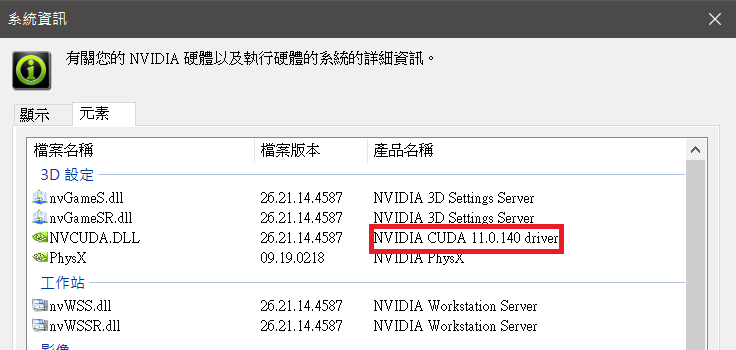 系統資訊
有關您的 NVIDIA 硬體以及執行硬體的系統的詳細資訊。
顯示 元素
檔案名稱 檔案版本 產品名稱
3D 設定
nvGameS.dll 26.21.14.4587 NVIDIA 3D Settings Server
nvGameSR.dll 26.21.14.4587 NVIDIA 3D Settings Server
NVCUDA.DLL 26.21.14.4587 NVIDIA CUDA 11.0.140 driver
PhysX 09.19.0218 NVIDIA PhysX
工作站
nvWSS.dll 26.21.14.4587 NVIDIA Workstation Server
nvWSSR.dll 26.21.14.4587 NVIDIA Workstation Server